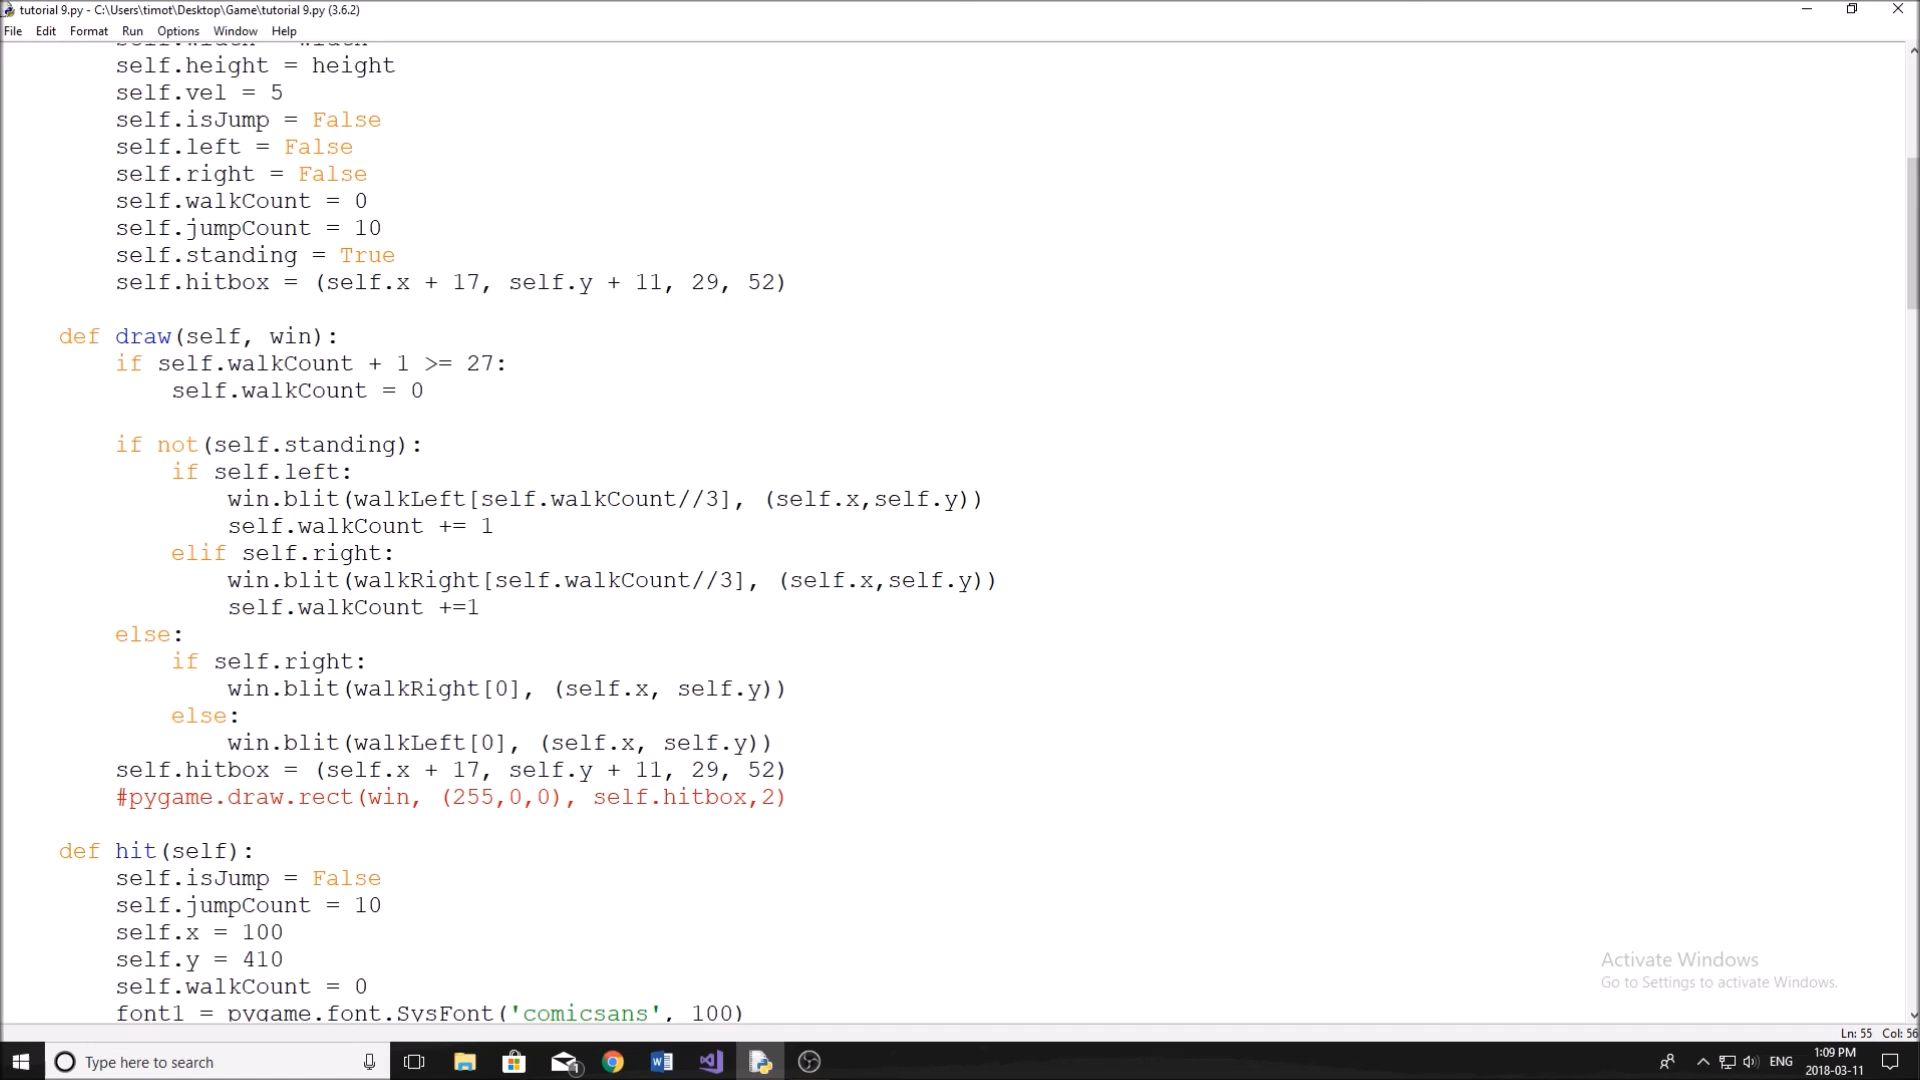 tutorial 9.py - C:\Users\timot\Desktop\Game\tutorial 9.py (3.6.2)
File Edit Format Run Options Window Help
self.width = width
self.height = height
self.vel = 5
self.isJump = False
self.left = False
self.right = False
self.walkCount = 0
self.jumpCount = 10
self.standing = True
self.hitbox = (self.x + 17, self.y + 11, 29, 52)
def draw(self, win):
if self.walkCount + 1 >= 27:
self.walkCount = 0
if not(self.standing):
if self.left:
win.blit(walkLeft[self.walkCount//3], (self.x,self.y))
self.walkCount += 1
elif self.right:
win.blit(walkRight[self.walkCount//3], (self.x,self.y))
self.walkCount +=1
else:
if self.right:
win.blit(walkRight[0], (self.x, self.y))
else:
win.blit(walkLeft[0], (self.x, self.y))
self.hitbox = (self.x + 17, self.y + 11, 29, 52)
#pygame.draw.rect(win, (255,0,0), self.hitbox,2)
def hit(self):
self.isJump = False
self.jumpCount = 10
self.x = 100
self.y = 410
self.walkCount = 0
font1 = pygame.font.SysFont('comicsans', 100)
Activate Windows
Go to Settings to activate Windows.
Ln: 55 Col: 56
Type here to search
1
ENG
1:09 PM
2018-03-11